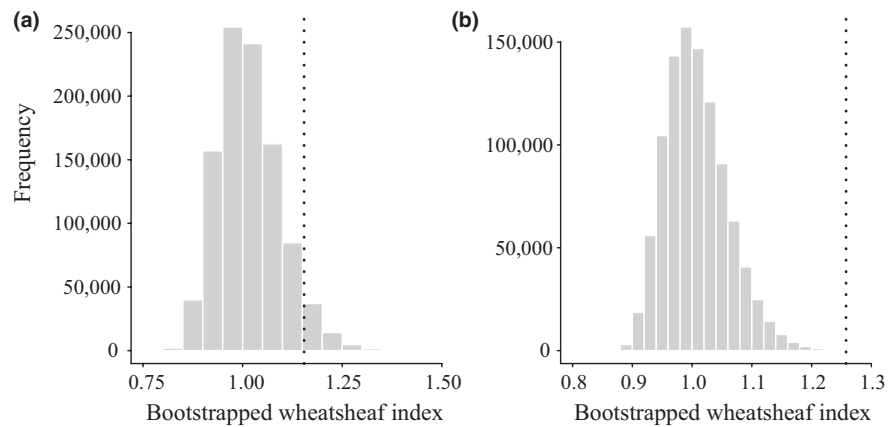 (a)
250,000
200,000
150,000
100,000
50,000
0
Frequency
0.75 1.00 1.25 1.50
Bootstrapped wheatsheaf index
(b)
150,000
100,000
50,000
0
0.8 0.9 1.0 1.1 1.2 1.3
Bootstrapped wheatsheaf index